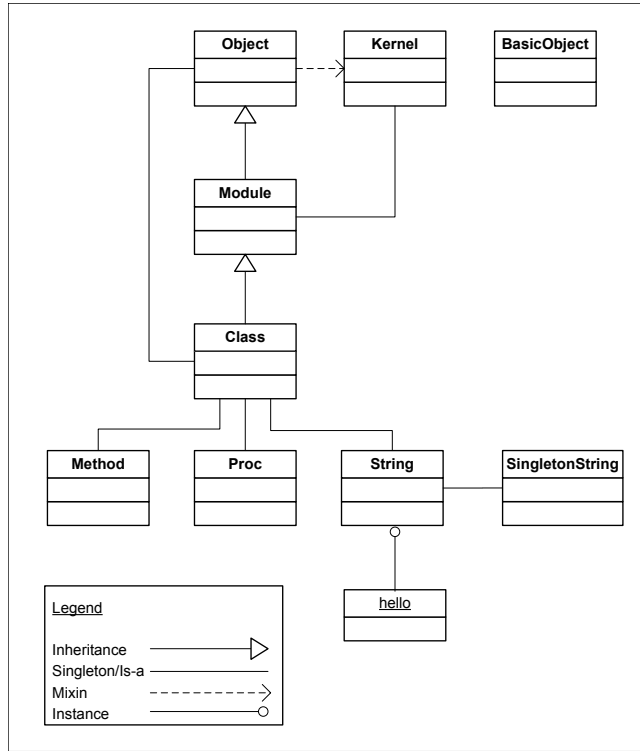 Object
Kernel
BasicObject
Module
Class
Method
Proc
String
SingletonString
hello
Legend
Inheritance
Singleton/Is-a
Mixin
Instance